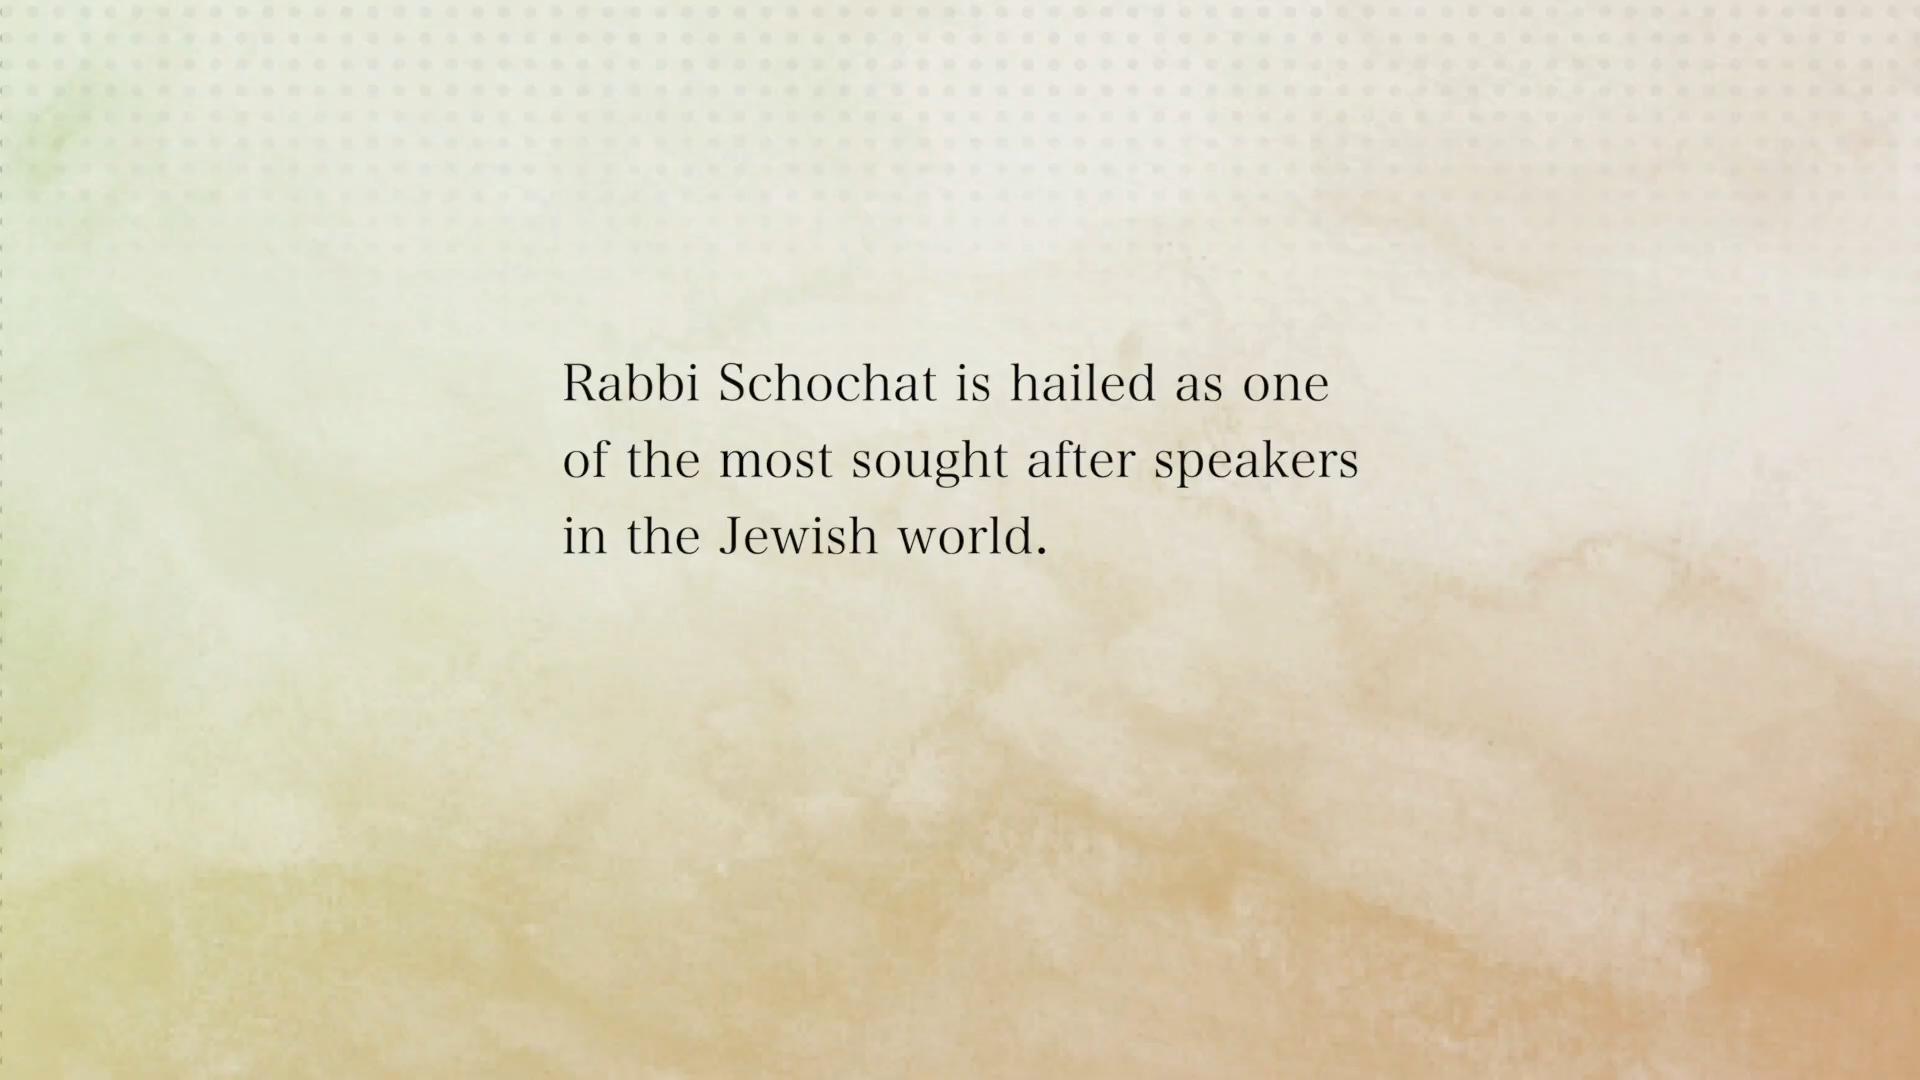 Rabbi Schochat is hailed as one
of the most sought after speakers
in the Jewish world.